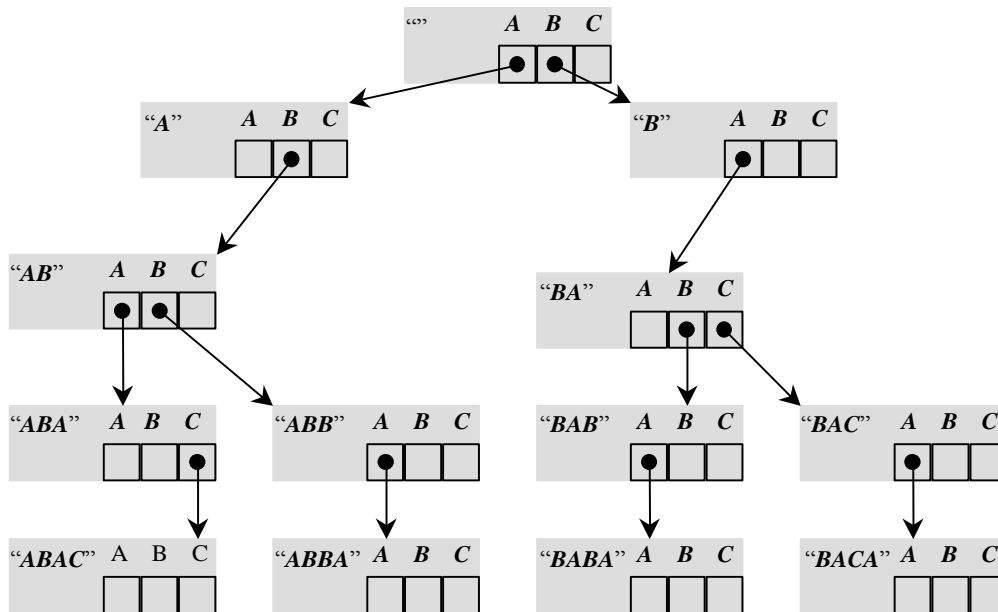 “” A B C
“A” A B C
“B” A B C
“AB” A B C
“BA” A B C
“ABA” A B C
“ABB” A B C
“BAB” A B C
“BAC” A B C
“ABAC” A B C
“ABBA” A B C
“BABA” A B C
“BACA” A B C